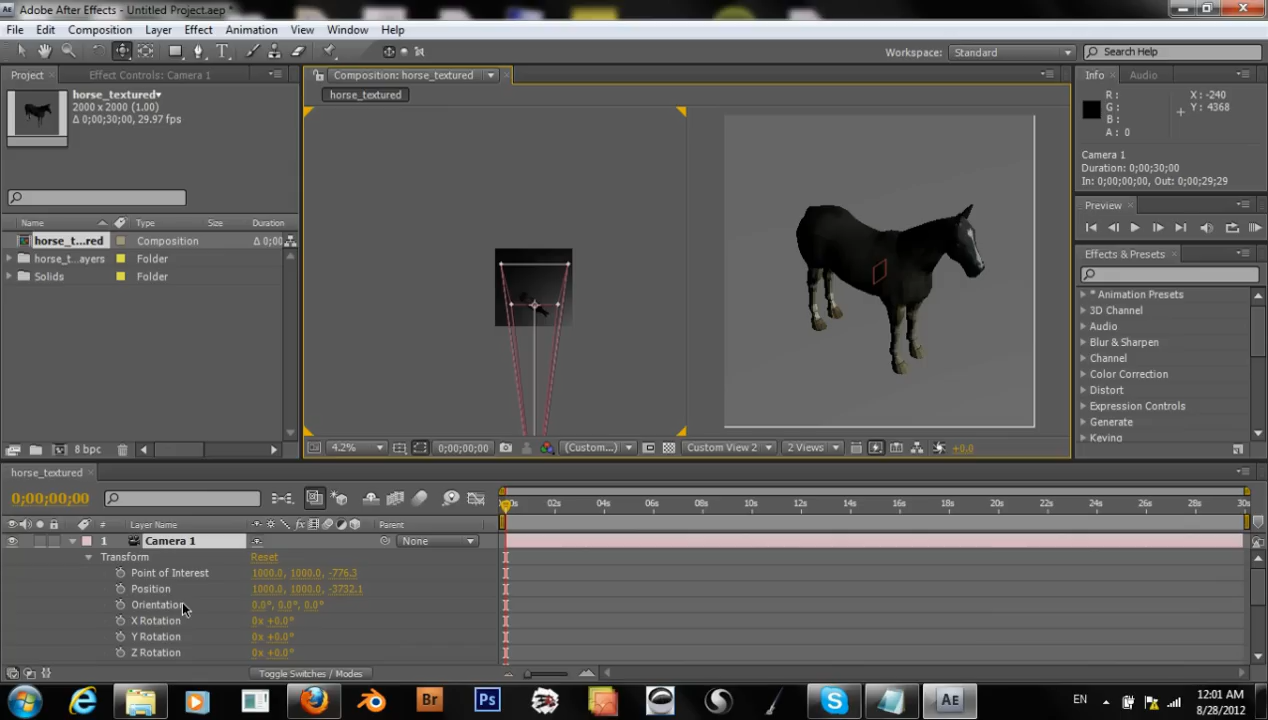 Adobe After Effects - Untitled Project.aep *
File Edit Composition Layer Effect Animation View Window Help
Workspace: Standard Search Help
Project Effect Controls: Camera 1
horse_textured
2000 x 2000 (1.00)
Δ 0;00;30;00, 29.97 fps
Name Type Size Duration
horse_t...red Composition Δ 0;00
horse_t...ayers Folder
Solids Folder
8 bpc
Composition: horse_textured
horse_textured
4.2% 0;00;00;00 (Custom...) Custom View 2 2 Views +0.0
Info Audio
R :
G :
B :
A : 0
X : -240
Y : 4368
Camera 1
Duration: 0;00;30;00
In: 0;00;00;00, Out: 0;00;29;29
Preview
Effects & Presets
* Animation Presets
3D Channel
Audio
Blur & Sharpen
Channel
Color Correction
Distort
Expression Controls
Generate
Keying
horse_textured
0;00;00;00
# Layer Name Parent
02s 04s 06s 08s 10s 12s 14s 16s 18s 20s 22s 24s 26s 28s 30s
1 Camera 1 None
Transform Reset
Point of Interest 1000.0, 1000.0, -776.3
Position 1000.0, 1000.0, -3732.1
Orientation 0.0°, 0.0°, 0.0°
X Rotation 0x +0.0°
Y Rotation 0x +0.0°
Z Rotation 0x +0.0°
Toggle Switches / Modes
Br Ps Ae
EN 12:01 AM
8/28/2012